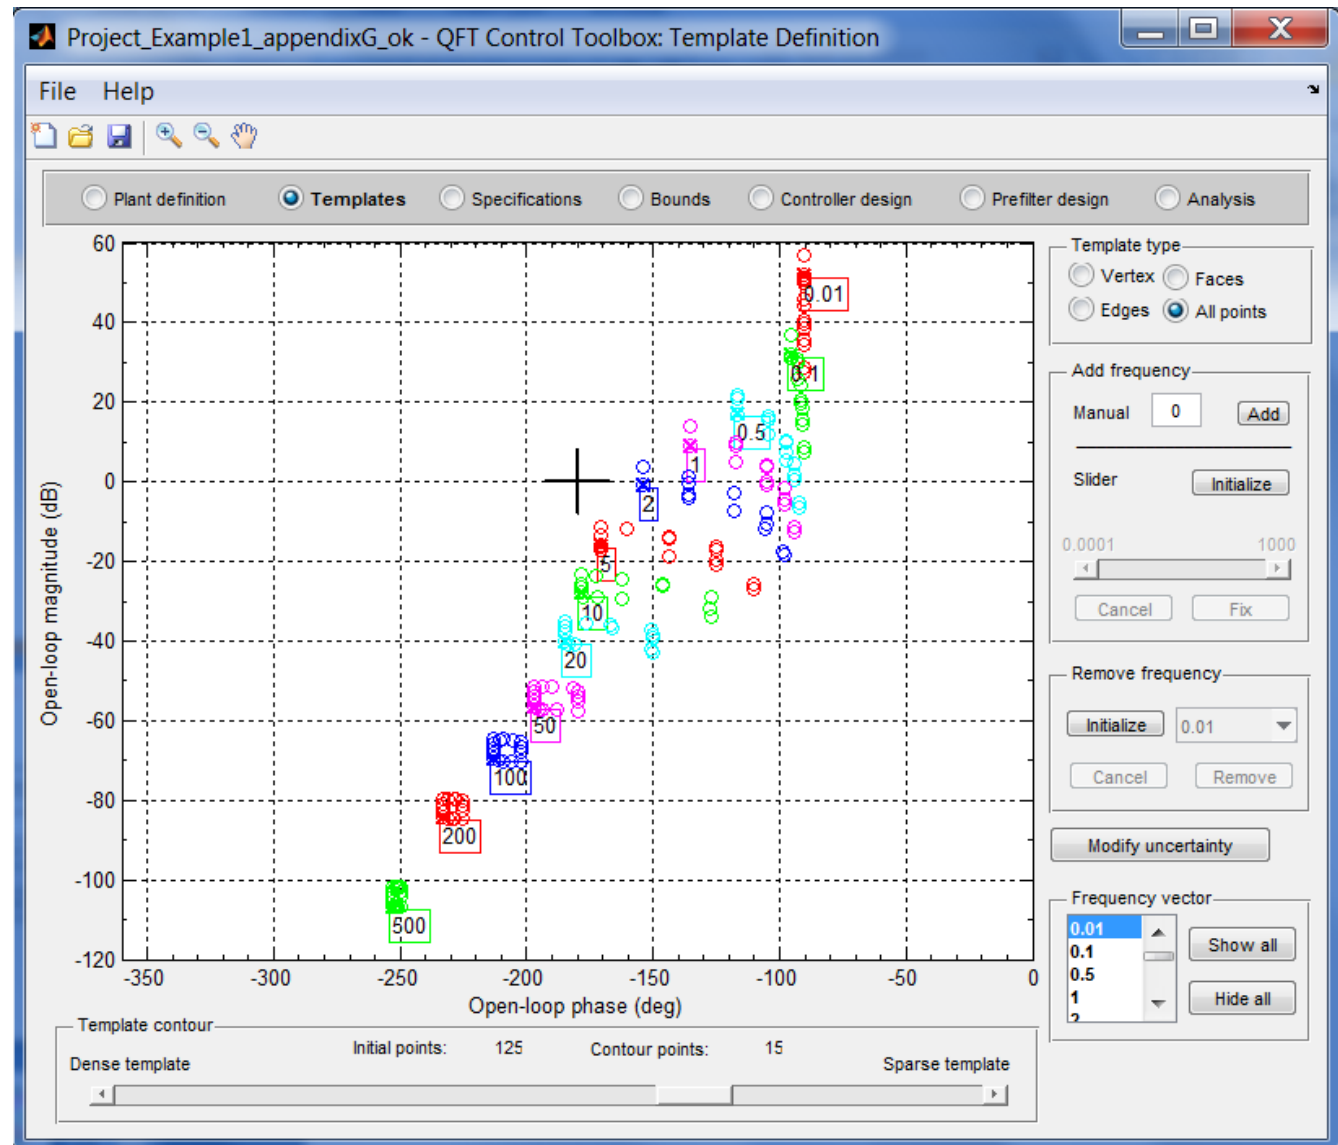 Project_Example1_appendixG_ok - QFT Control Toolbox: Template Definition
File Help
Plant definition Templates Specifications Bounds Controller design Prefilter design Analysis
60
40
20
0
-20
-40
-60
-80
-100
-120
Open-loop magnitude (dB)
0.01
0.1
0.5
1
2
5
10
20
50
100
200
500
-350 -300 -250 -200 -150 -100 -50 0
Open-loop phase (deg)
Template type
Vertex Faces
Edges All points
Add frequency
Manual 0 Add
Slider Initialize
0.0001 1000
Cancel Fix
Remove frequency
Initialize 0.01
Cancel Remove
Modify uncertainty
Frequency vector
0.01
0.1
0.5
1
2
Show all
Hide all
Template contour
Initial points: 125 Contour points: 15
Dense template Sparse template